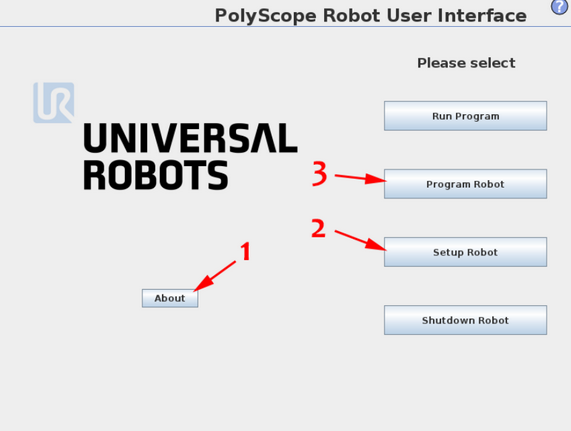 PolyScope Robot User Interface
?
Please select
UR
UNIVERSAL
ROBOTS
Run Program
3
Program Robot
2
Setup Robot
1
About
Shutdown Robot